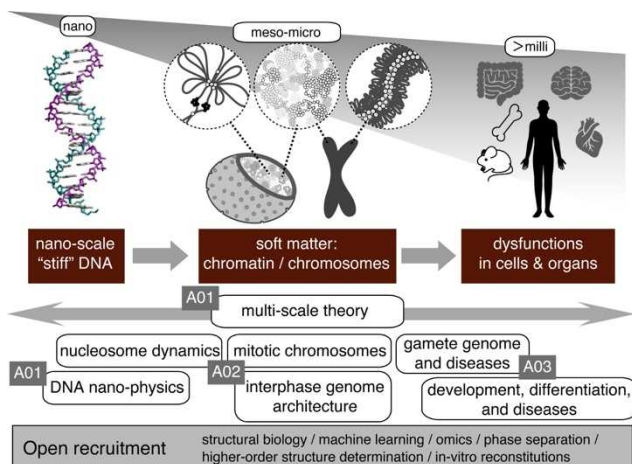 nano
meso-micro
>milli
nano-scale
"stiff" DNA
soft matter:
chromatin / chromosomes
dysfunctions
in cells & organs
A01
multi-scale theory
nucleosome dynamics
mitotic chromosomes
gamete genome
and diseases
A01
DNA nano-physics
A02
interphase genome
architecture
A03
development, differentiation,
and diseases
Open recruitment
structural biology / machine learning / omics / phase separation /
higher-order structure determination / in-vitro reconstitutions